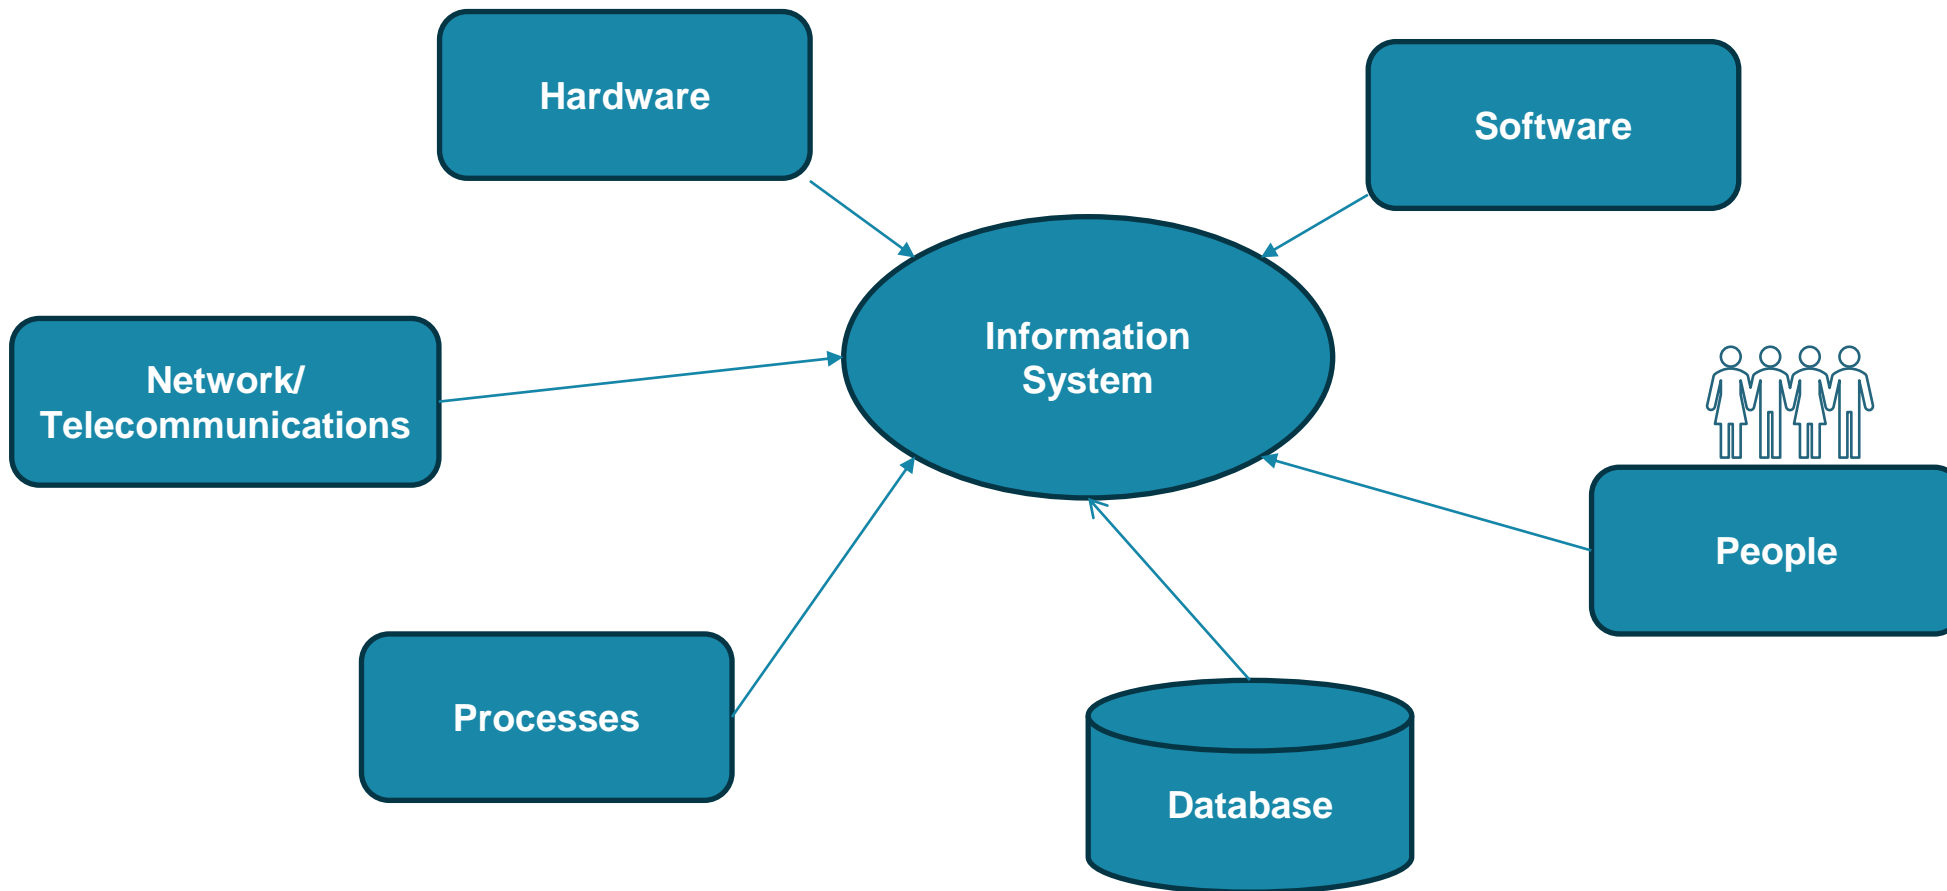 Hardware
Software
Information
System
Network/
Telecommunications
People
Processes
Database